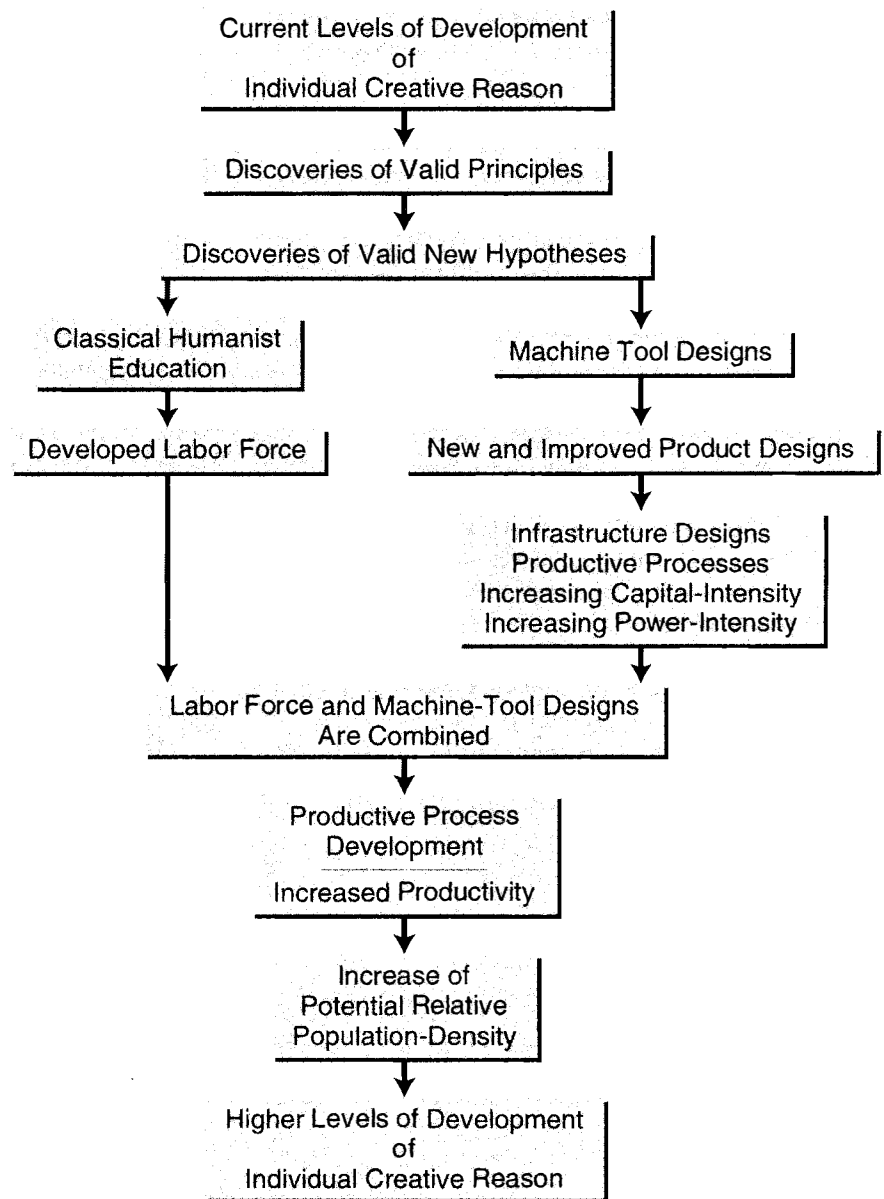 Current Levels of Development
of
Individual Creative Reason
Discoveries of Valid Principles
Discoveries of Valid New Hypotheses
Classical Humanist
Education
Machine Tool Designs
Developed Labor Force
New and Improved Product Designs
Infrastructure Designs
Productive Processes
Increasing Capital-Intensity
Increasing Power-Intensity
Labor Force and Machine-Tool Designs
Are Combined
Productive Process
Development
Increased Productivity
Increase of
Potential Relative
Population-Density
Higher Levels of Development
of
Individual Creative Reason